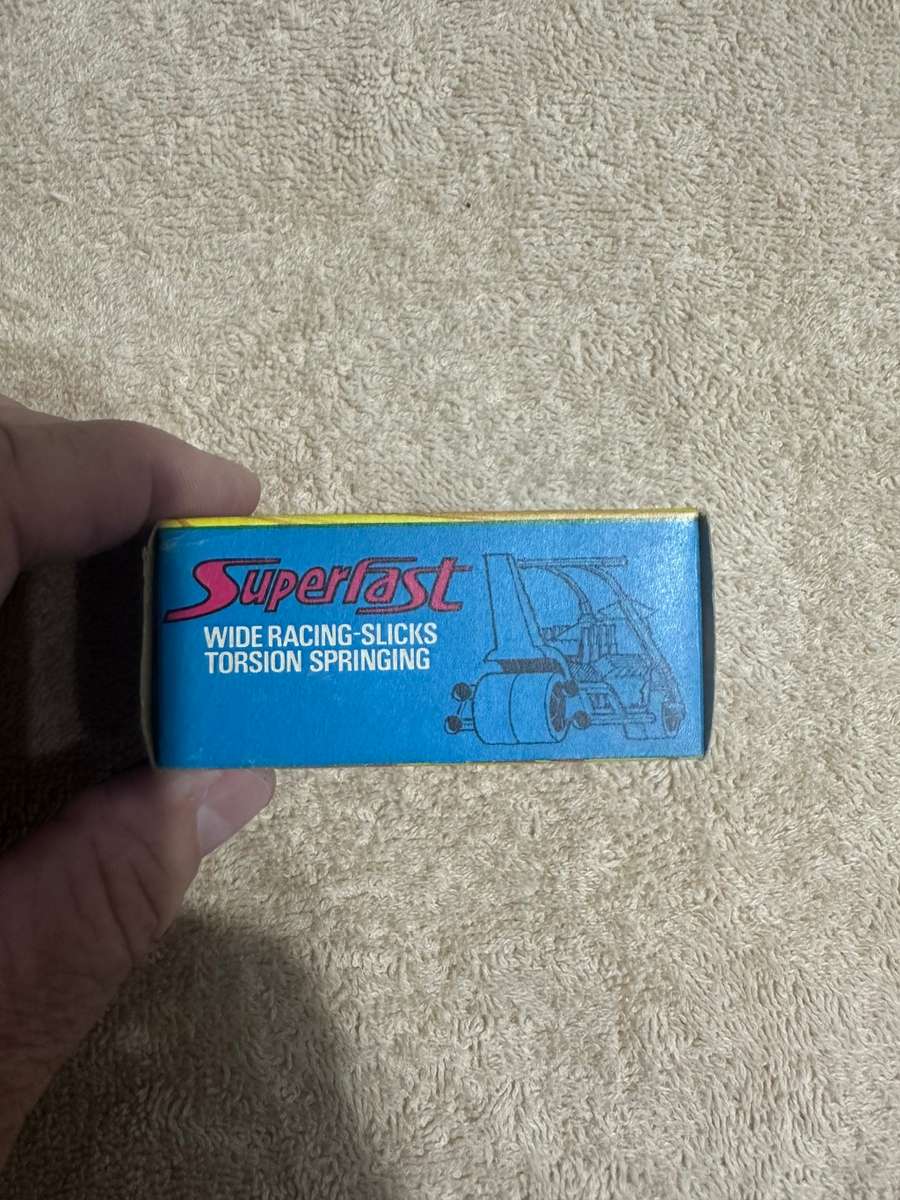 Superfast
WIDE RACING-SLICKS
TORSION SPRINGING